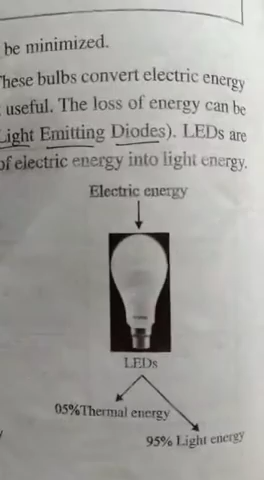 be minimized.
These bulbs convert electric energy
useful. The loss of energy can be
Light Emitting Diodes). LEDs are
of electric energy into light energy.
Electric energy
LEDs
05%Thermal energy
95% Light energy